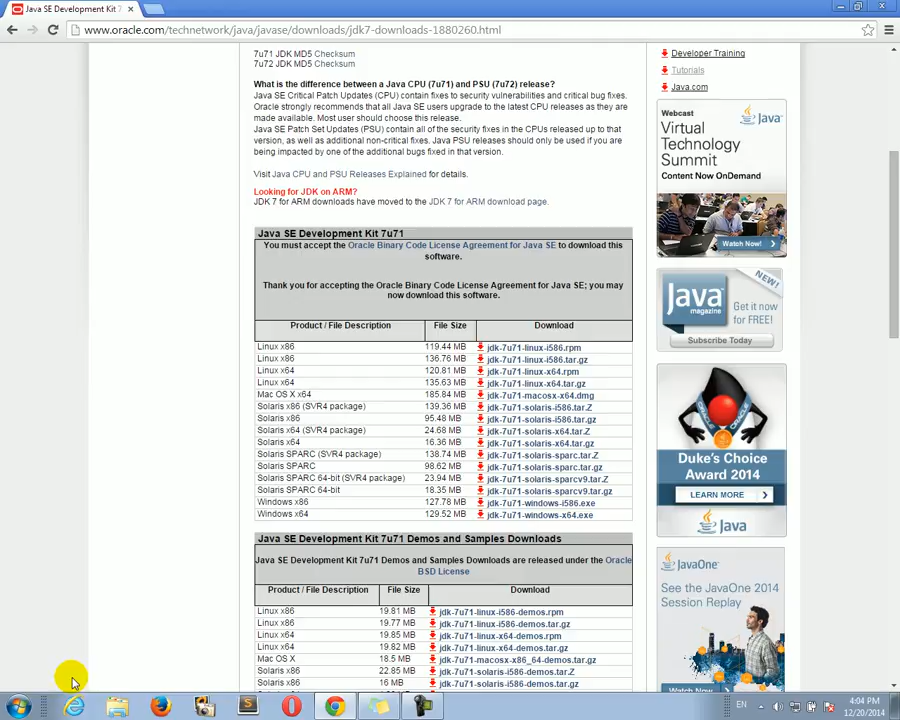 Java SE Development Kit 7
www.oracle.com/technetwork/java/javase/downloads/jdk7-downloads-1880260.html
7u71 JDK MD5 Checksum
7u72 JDK MD5 Checksum
What is the difference between a Java CPU (7u71) and PSU (7u72) release?
Java SE Critical Patch Updates (CPU) contain fixes to security vulnerabilities and critical bug fixes.
Oracle strongly recommends that all Java SE users upgrade to the latest CPU releases as they are
made available. Most user should choose this release.
Java SE Patch Set Updates (PSU) contain all of the security fixes in the CPUs released up to that
version, as well as additional non-critical fixes. Java PSU releases should only be used if you are
being impacted by one of the additional bugs fixed in that version.
Visit Java CPU and PSU Releases Explained for details.
Looking for JDK on ARM?
JDK 7 for ARM downloads have moved to the JDK 7 for ARM download page.
Java SE Development Kit 7u71
You must accept the Oracle Binary Code License Agreement for Java SE to download this
software.
Thank you for accepting the Oracle Binary Code License Agreement for Java SE; you may
now download this software.
Product / File Description File Size Download
Linux x86 119.44 MB jdk-7u71-linux-i586.rpm
Linux x86 136.76 MB jdk-7u71-linux-i586.tar.gz
Linux x64 120.81 MB jdk-7u71-linux-x64.rpm
Linux x64 135.63 MB jdk-7u71-linux-x64.tar.gz
Mac OS X x64 185.84 MB jdk-7u71-macosx-x64.dmg
Solaris x86 (SVR4 package) 139.36 MB jdk-7u71-solaris-i586.tar.Z
Solaris x86 95.48 MB jdk-7u71-solaris-i586.tar.gz
Solaris x64 (SVR4 package) 24.68 MB jdk-7u71-solaris-x64.tar.Z
Solaris x64 16.36 MB jdk-7u71-solaris-x64.tar.gz
Solaris SPARC (SVR4 package) 138.74 MB jdk-7u71-solaris-sparc.tar.Z
Solaris SPARC 98.62 MB jdk-7u71-solaris-sparc.tar.gz
Solaris SPARC 64-bit (SVR4 package) 23.94 MB jdk-7u71-solaris-sparcv9.tar.Z
Solaris SPARC 64-bit 18.35 MB jdk-7u71-solaris-sparcv9.tar.gz
Windows x86 127.78 MB jdk-7u71-windows-i586.exe
Windows x64 129.52 MB jdk-7u71-windows-x64.exe
Java SE Development Kit 7u71 Demos and Samples Downloads
Java SE Development Kit 7u71 Demos and Samples Downloads are released under the Oracle
BSD License
Product / File Description File Size Download
Linux x86 19.81 MB jdk-7u71-linux-i586-demos.rpm
Linux x86 19.77 MB jdk-7u71-linux-i586-demos.tar.gz
Linux x64 19.85 MB jdk-7u71-linux-x64-demos.rpm
Linux x64 19.82 MB jdk-7u71-linux-x64-demos.tar.gz
Mac OS X 18.5 MB jdk-7u71-macosx-x86_64-demos.tar.gz
Solaris x86 22.85 MB jdk-7u71-solaris-i586-demos.tar.Z
Solaris x86 16 MB jdk-7u71-solaris-i586-demos.tar.gz
Developer Training
Tutorials
Java.com
Webcast
Java
Virtual
Technology
Summit
Content Now OnDemand
Watch Now!
NEW!
Java
magazine
Get it now
for FREE!
Subscribe Today
Duke's Choice
Award 2014
LEARN MORE
Java
JavaOne
See the JavaOne 2014
Session Replay
Watch Now
EN
4:04 PM
12/20/2014